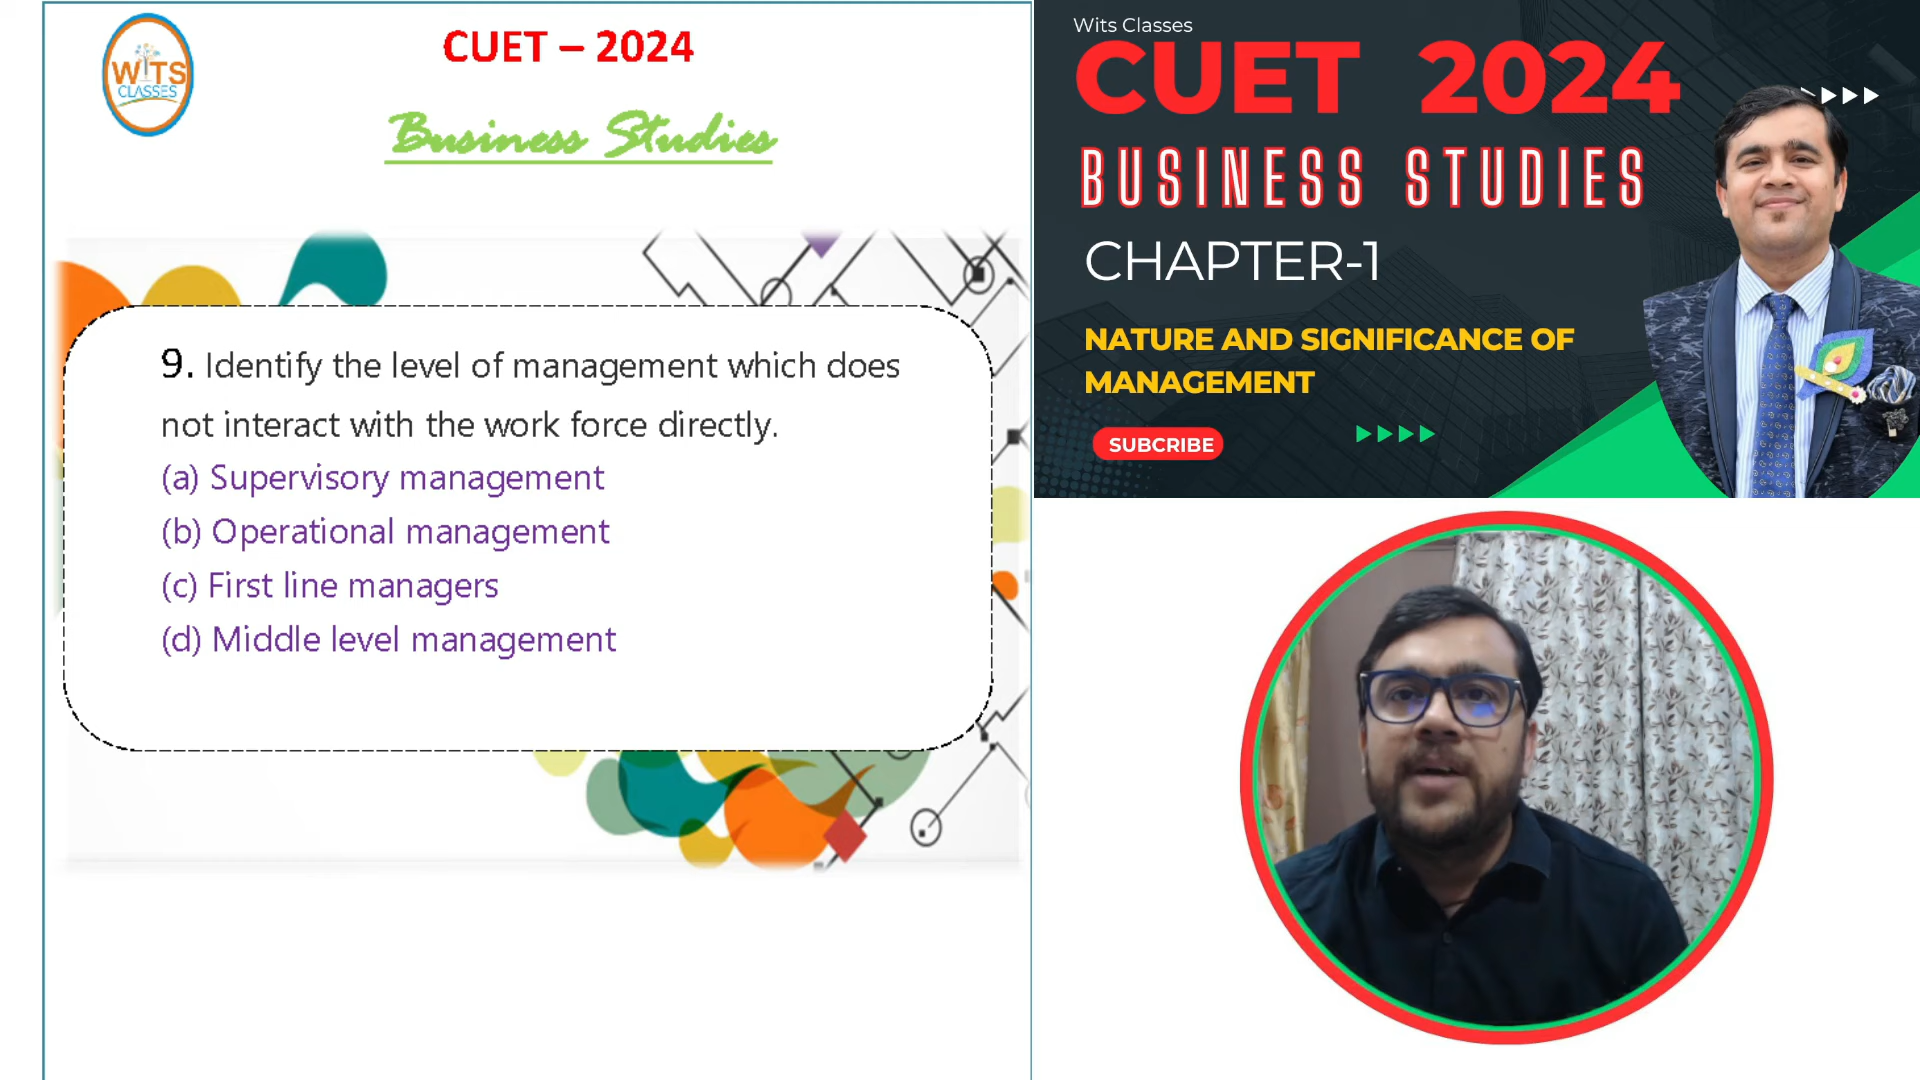 WITS
CLASSES
CUET – 2024
Business Studies
9. Identify the level of management which does
not interact with the work force directly.
(a) Supervisory management
(b) Operational management
(c) First line managers
(d) Middle level management
Wits Classes
CUET 2024
BUSINESS STUDIES
CHAPTER-1
NATURE AND SIGNIFICANCE OF
MANAGEMENT
SUBCRIBE